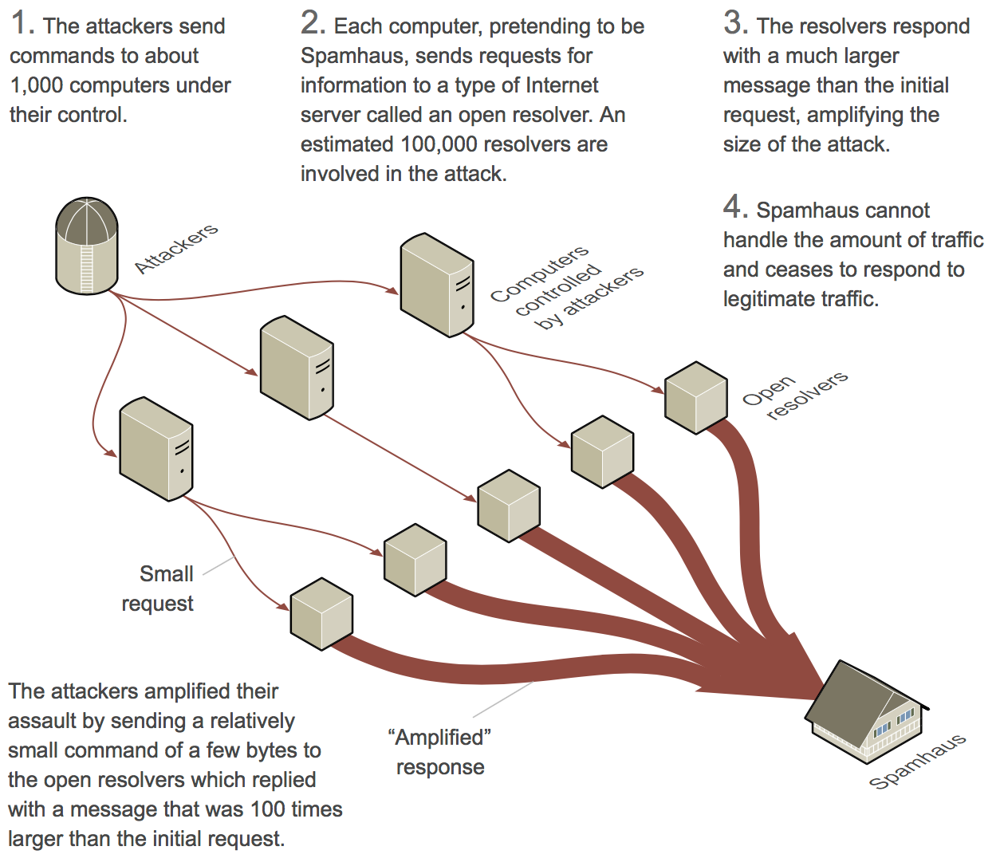 1. The attackers send
commands to about
1,000 computers under
their control.
2. Each computer, pretending to be
Spamhaus, sends requests for
information to a type of Internet
server called an open resolver. An
estimated 100,000 resolvers are
involved in the attack.
3. The resolvers respond
with a much larger
message than the initial
request, amplifying the
size of the attack.
4. Spamhaus cannot
handle the amount of traffic
and ceases to respond to
legitimate traffic.
Attackers
Computers
controlled
by attackers
Open
resolvers
Small
request
The attackers amplified their
assault by sending a relatively
small command of a few bytes to
the open resolvers which replied
with a message that was 100 times
larger than the initial request.
“Amplified”
response
Spamhaus